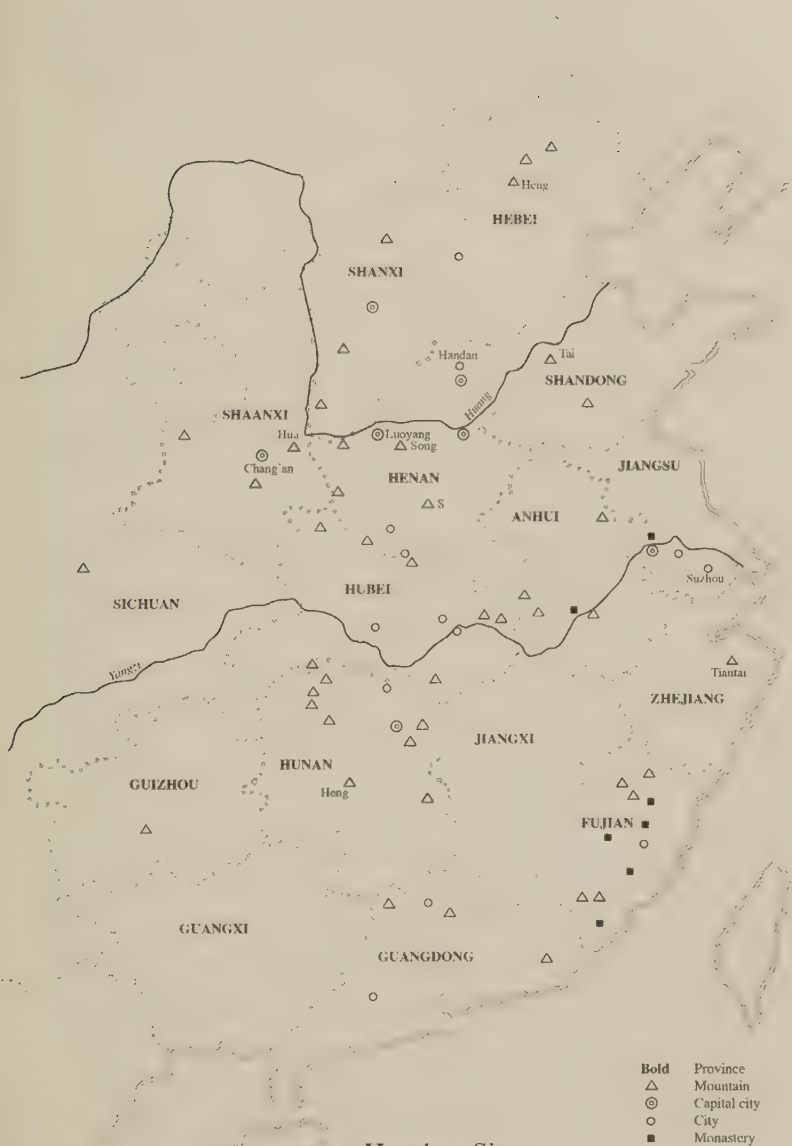 Heng
HEBEI
SHANXI
Handan
Tai
SHANDONG
Huang
SHAANXI
Hua
Luoyang
Song
Chang'an
HENAN
JIANGSU
S
ANHUI
Suzhou
HUBEI
SICHUAN
Yangzi
Tiantai
ZHEJIANG
JIANGXI
HUNAN
GUIZHOU
Heng
FUJIAN
GUANGXI
GUANGDONG
Bold Province
Mountain
Capital city
City
Monastery